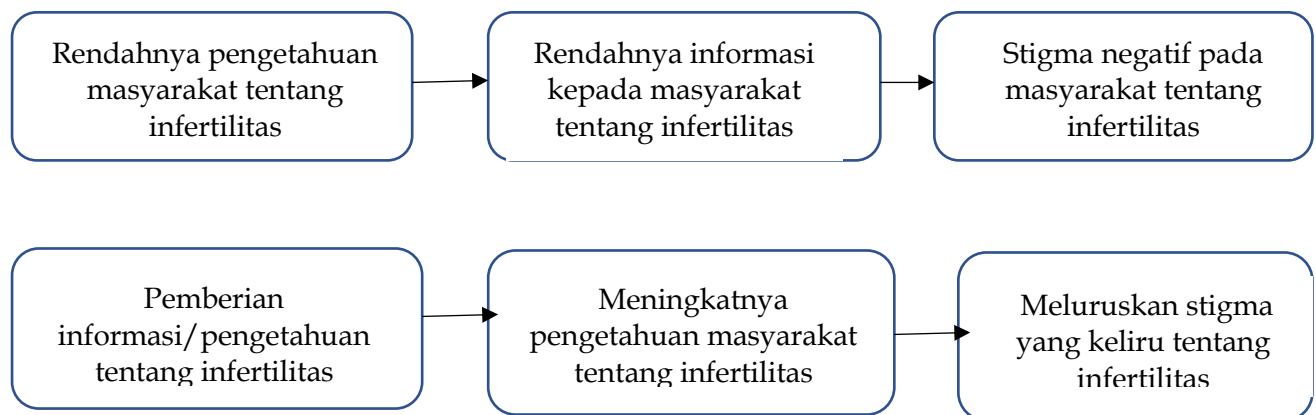 Rendahnya pengetahuan
masyarakat tentang
infertilitas
Rendahnya informasi
kepada masyarakat
tentang infertilitas
Stigma negatif pada
masyarakat tentang
infertilitas
Pemberian
informasi/pengetahuan
tentang infertilitas
Meningkatnya
pengetahuan masyarakat
tentang infertilitas
Meluruskan stigma
yang keliru tentang
infertilitas